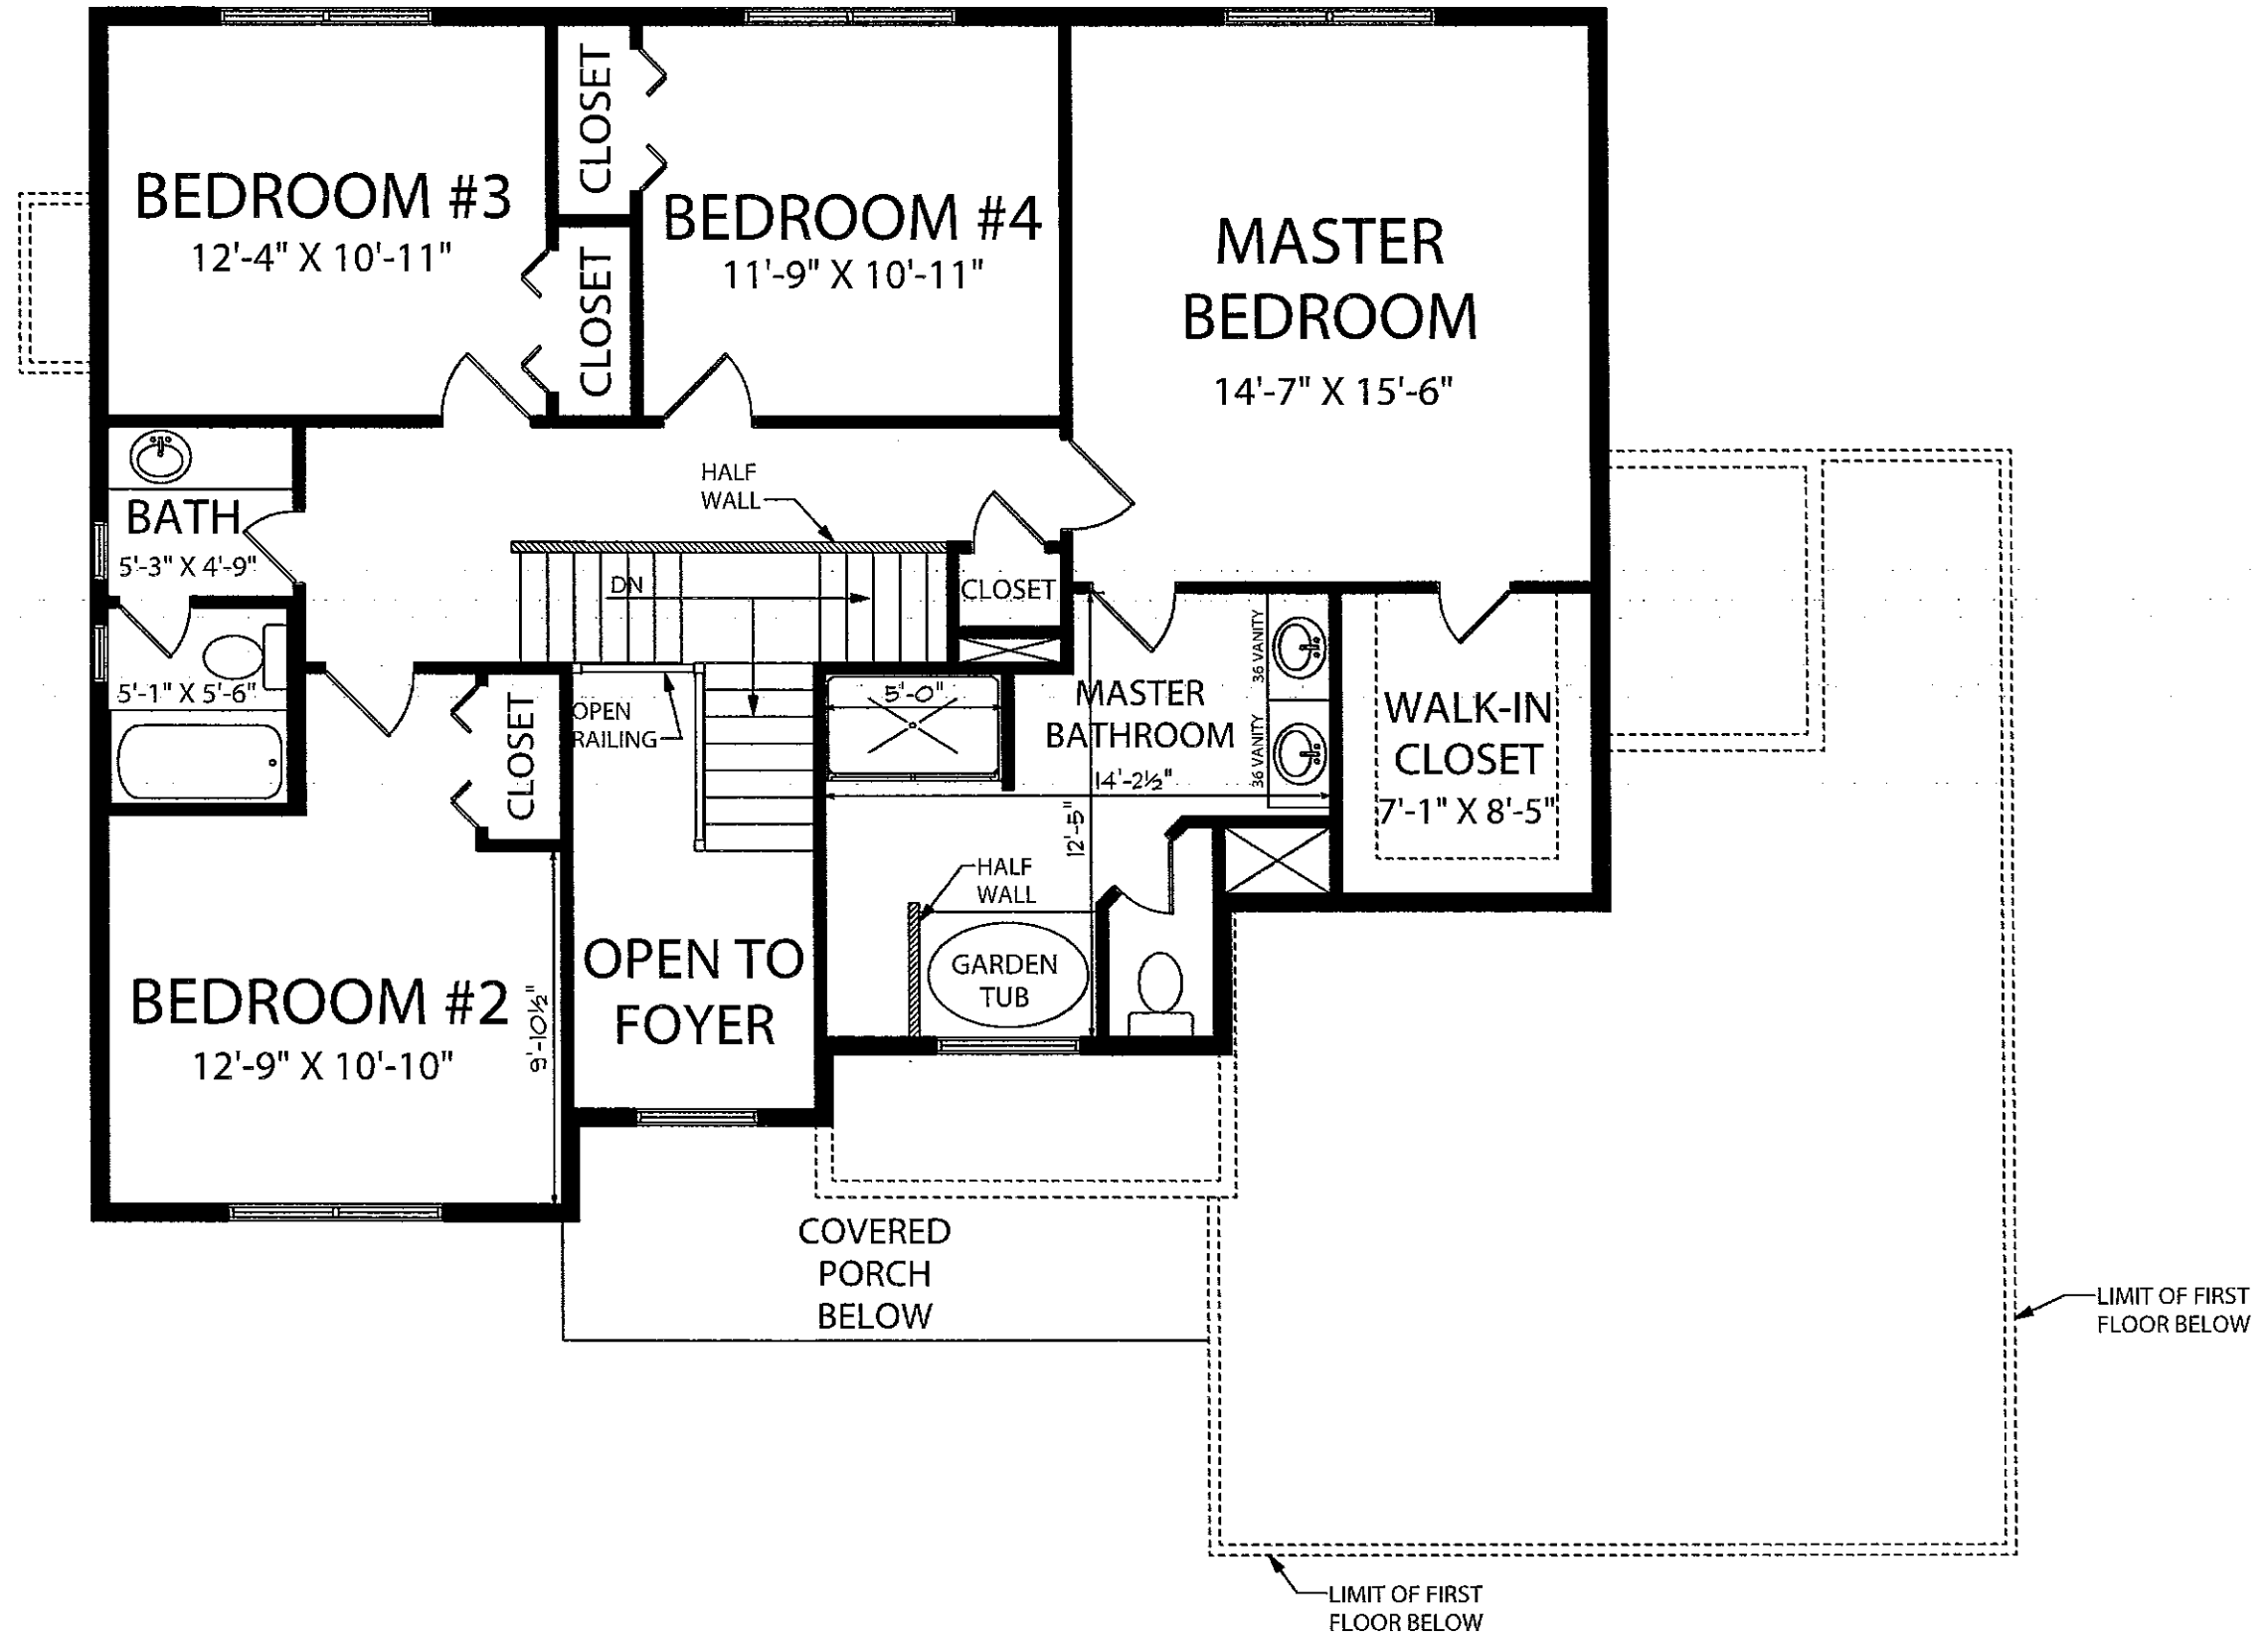 CLOSET
BEDROOM #3
12'-4" X 10'-11"
BEDROOM #4
11'-9" X 10'-11"
MASTER
BEDROOM
14'-7" X 15'-6"
CLOSET
HALF
WALL
BATH
5'-3" X 4'-9"
DN
CLOSET
5'-1" X 5'-6"
CLOSET
OPEN
RAILING
5'-0"
MASTER
BATHROOM
14'-2½"
12'-5"
36 VANITY
36 VANITY
WALK-IN
CLOSET
7'-1" X 8'-5"
HALF
WALL
GARDEN
TUB
OPEN TO
FOYER
BEDROOM #2
12'-9" X 10'-10"
9'-10½"
COVERED
PORCH
BELOW
LIMIT OF FIRST
FLOOR BELOW
LIMIT OF FIRST
FLOOR BELOW